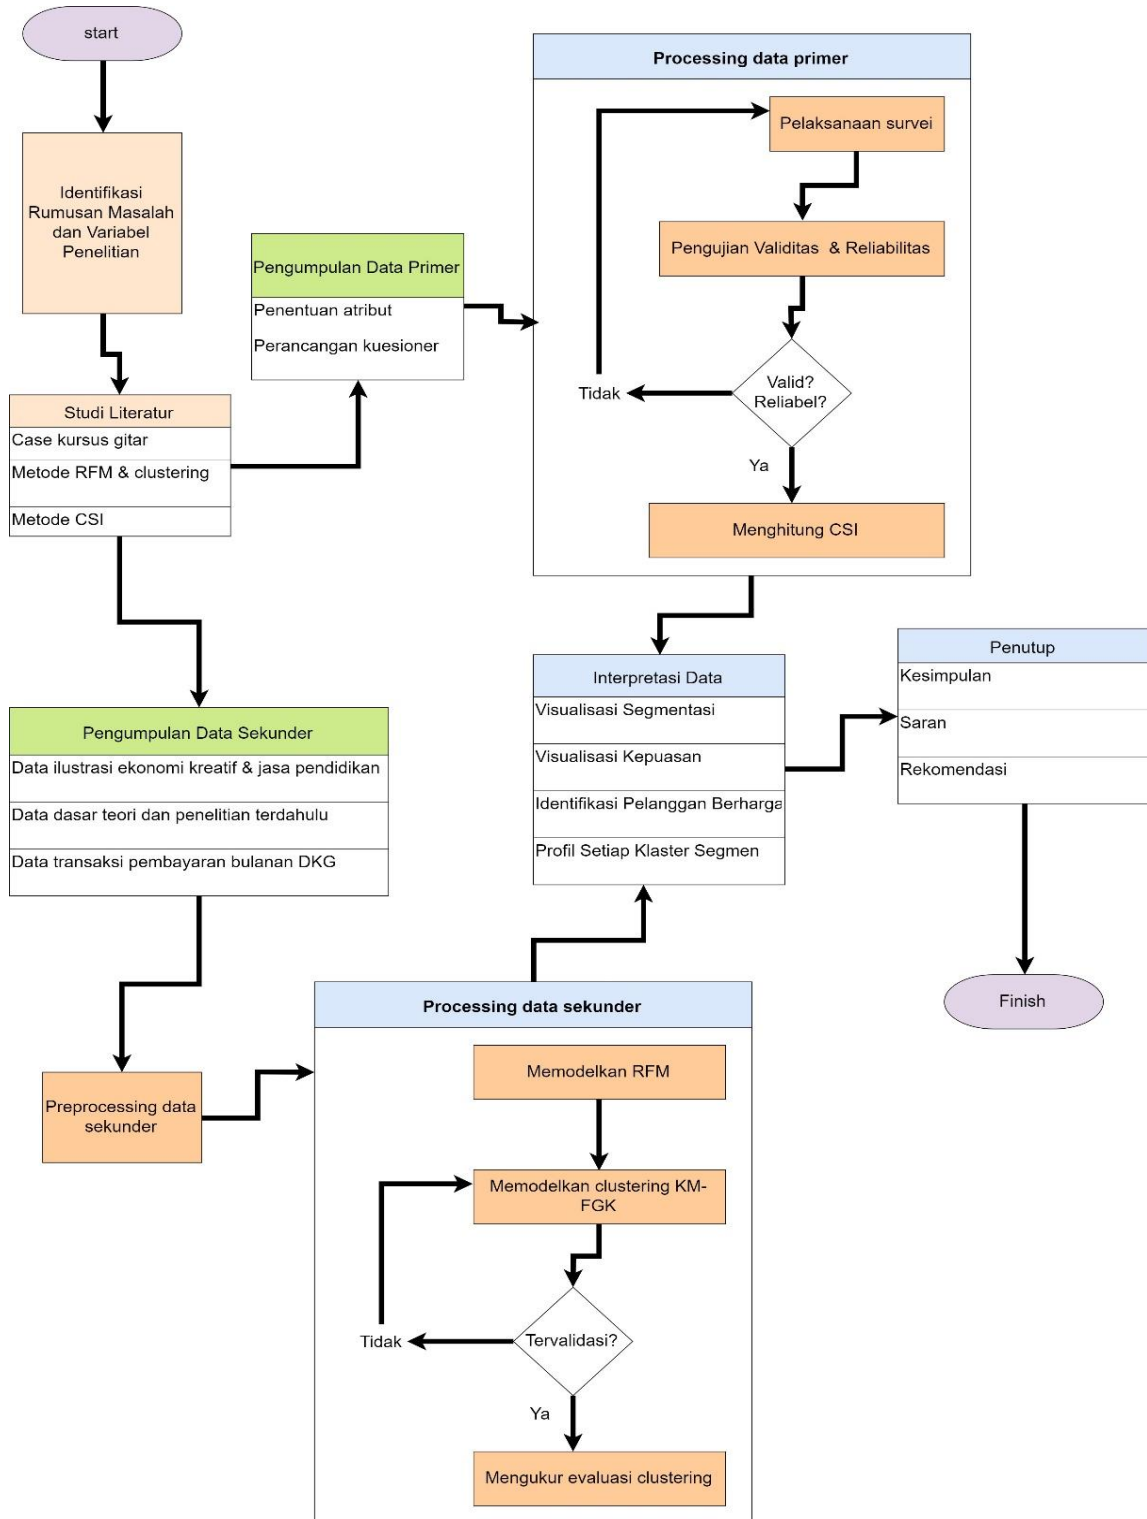 start
Identifikasi
Rumusan Masalah
dan Variabel
Penelitian
Studi Literatur
Case kursus gitar
Metode RFM & clustering
Metode CSI
Pengumpulan Data Primer
Penentuan atribut
Perancangan kuesioner
Processing data primer
Pelaksanaan survei
Pengujian Validitas & Reliabilitas
Valid?
Reliabel?
Tidak
Ya
Menghitung CSI
Pengumpulan Data Sekunder
Data ilustrasi ekonomi kreatif & jasa pendidikan
Data dasar teori dan penelitian terdahulu
Data transaksi pembayaran bulanan DKG
Preprocessing data
sekunder
Processing data sekunder
Memodelkan RFM
Memodelkan clustering KM-
FGK
Tervalidasi?
Tidak
Ya
Mengukur evaluasi clustering
Interpretasi Data
Visualisasi Segmentasi
Visualisasi Kepuasan
Identifikasi Pelanggan Berharga
Profil Setiap Klaster Segmen
Penutup
Kesimpulan
Saran
Rekomendasi
Finish